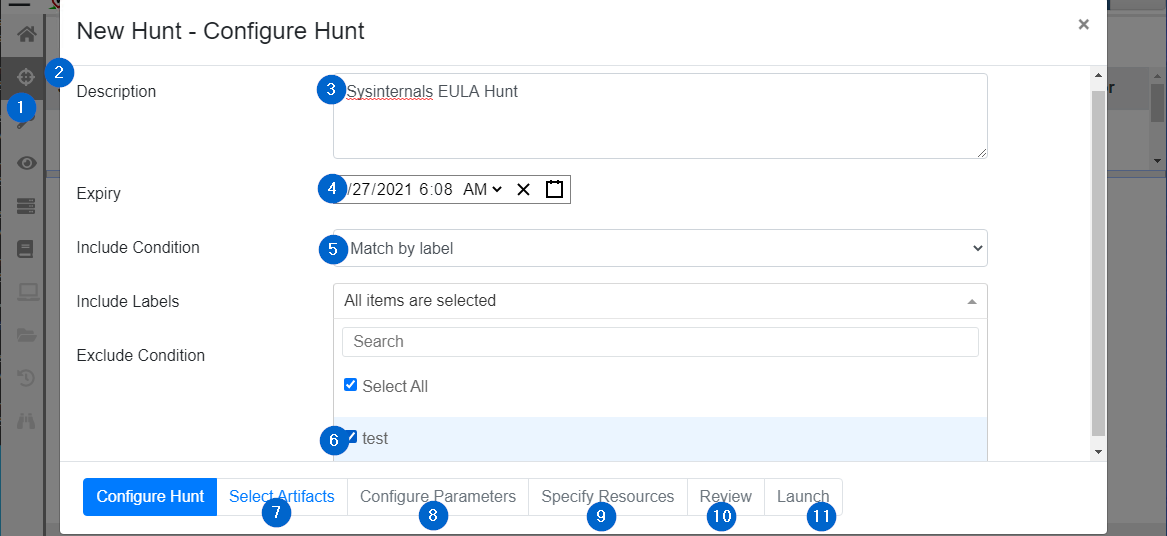 New Hunt - Configure Hunt
×
2
1
Description
3
Sysinternals EULA Hunt
Expiry
4
/27/2021 6:08 AM
Include Condition
5
Match by label
Include Labels
All items are selected
Search
Exclude Condition
Select All
6
test
Configure Hunt
Select Artifacts
Configure Parameters
Specify Resources
Review
Launch
7
8
9
10
11